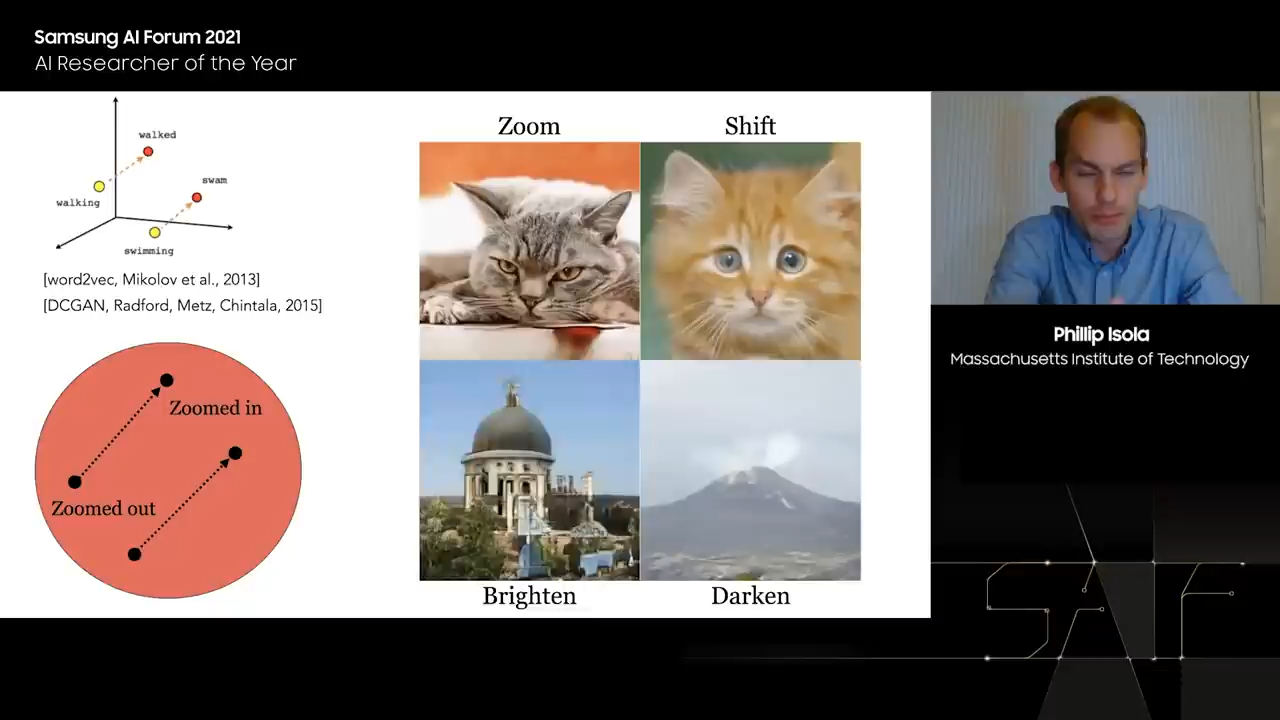 Samsung AI Forum 2021
AI Researcher of the Year
walked
swam
walking
swimming
[word2vec, Mikolov et al., 2013]
[DCGAN, Radford, Metz, Chintala, 2015]
Zoomed in
Zoomed out
Zoom
Shift
Brighten
Darken
Phillip Isola
Massachusetts Institute of Technology
SAF